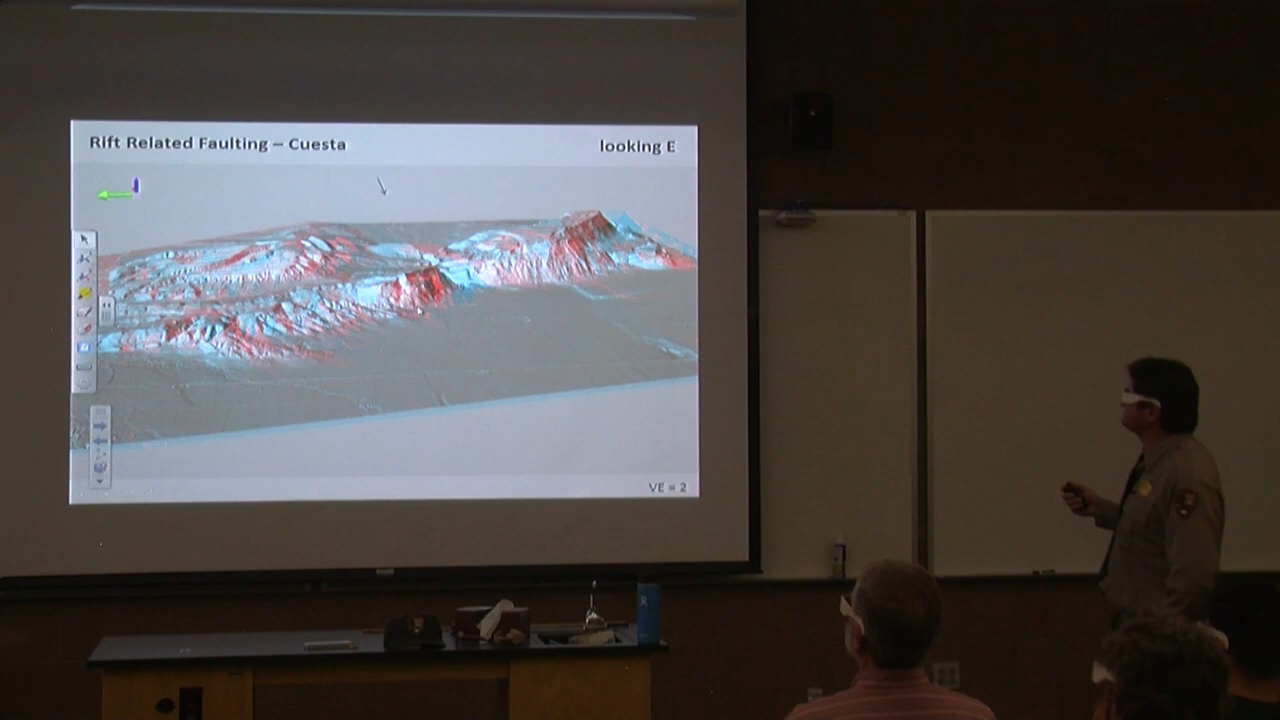 Rift Related Faulting – Cuesta
looking E
VE = 2